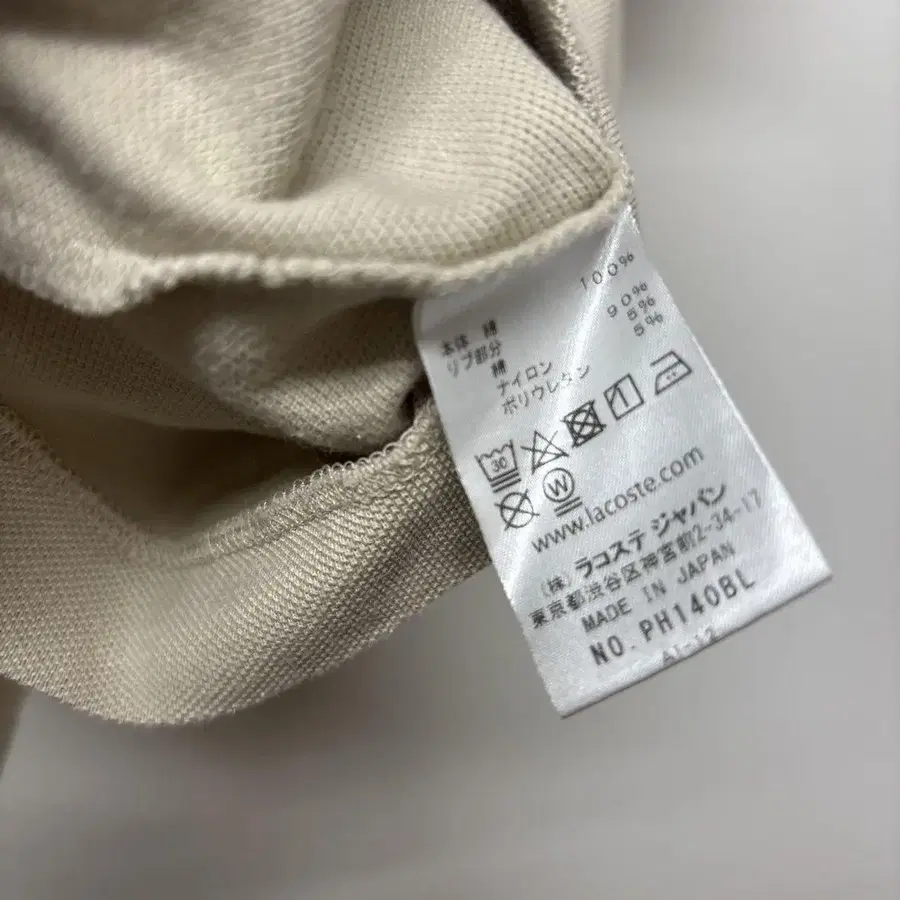 本体 綿 100%
リブ部分
綿 90%
ナイロン 5%
ポリウレタン 5%
30
W
www.lacoste.com
(株) ラコステ ジャパン
東京都渋谷区神宮前2-34-17
MADE IN JAPAN
NO. PH140BL
A1-12